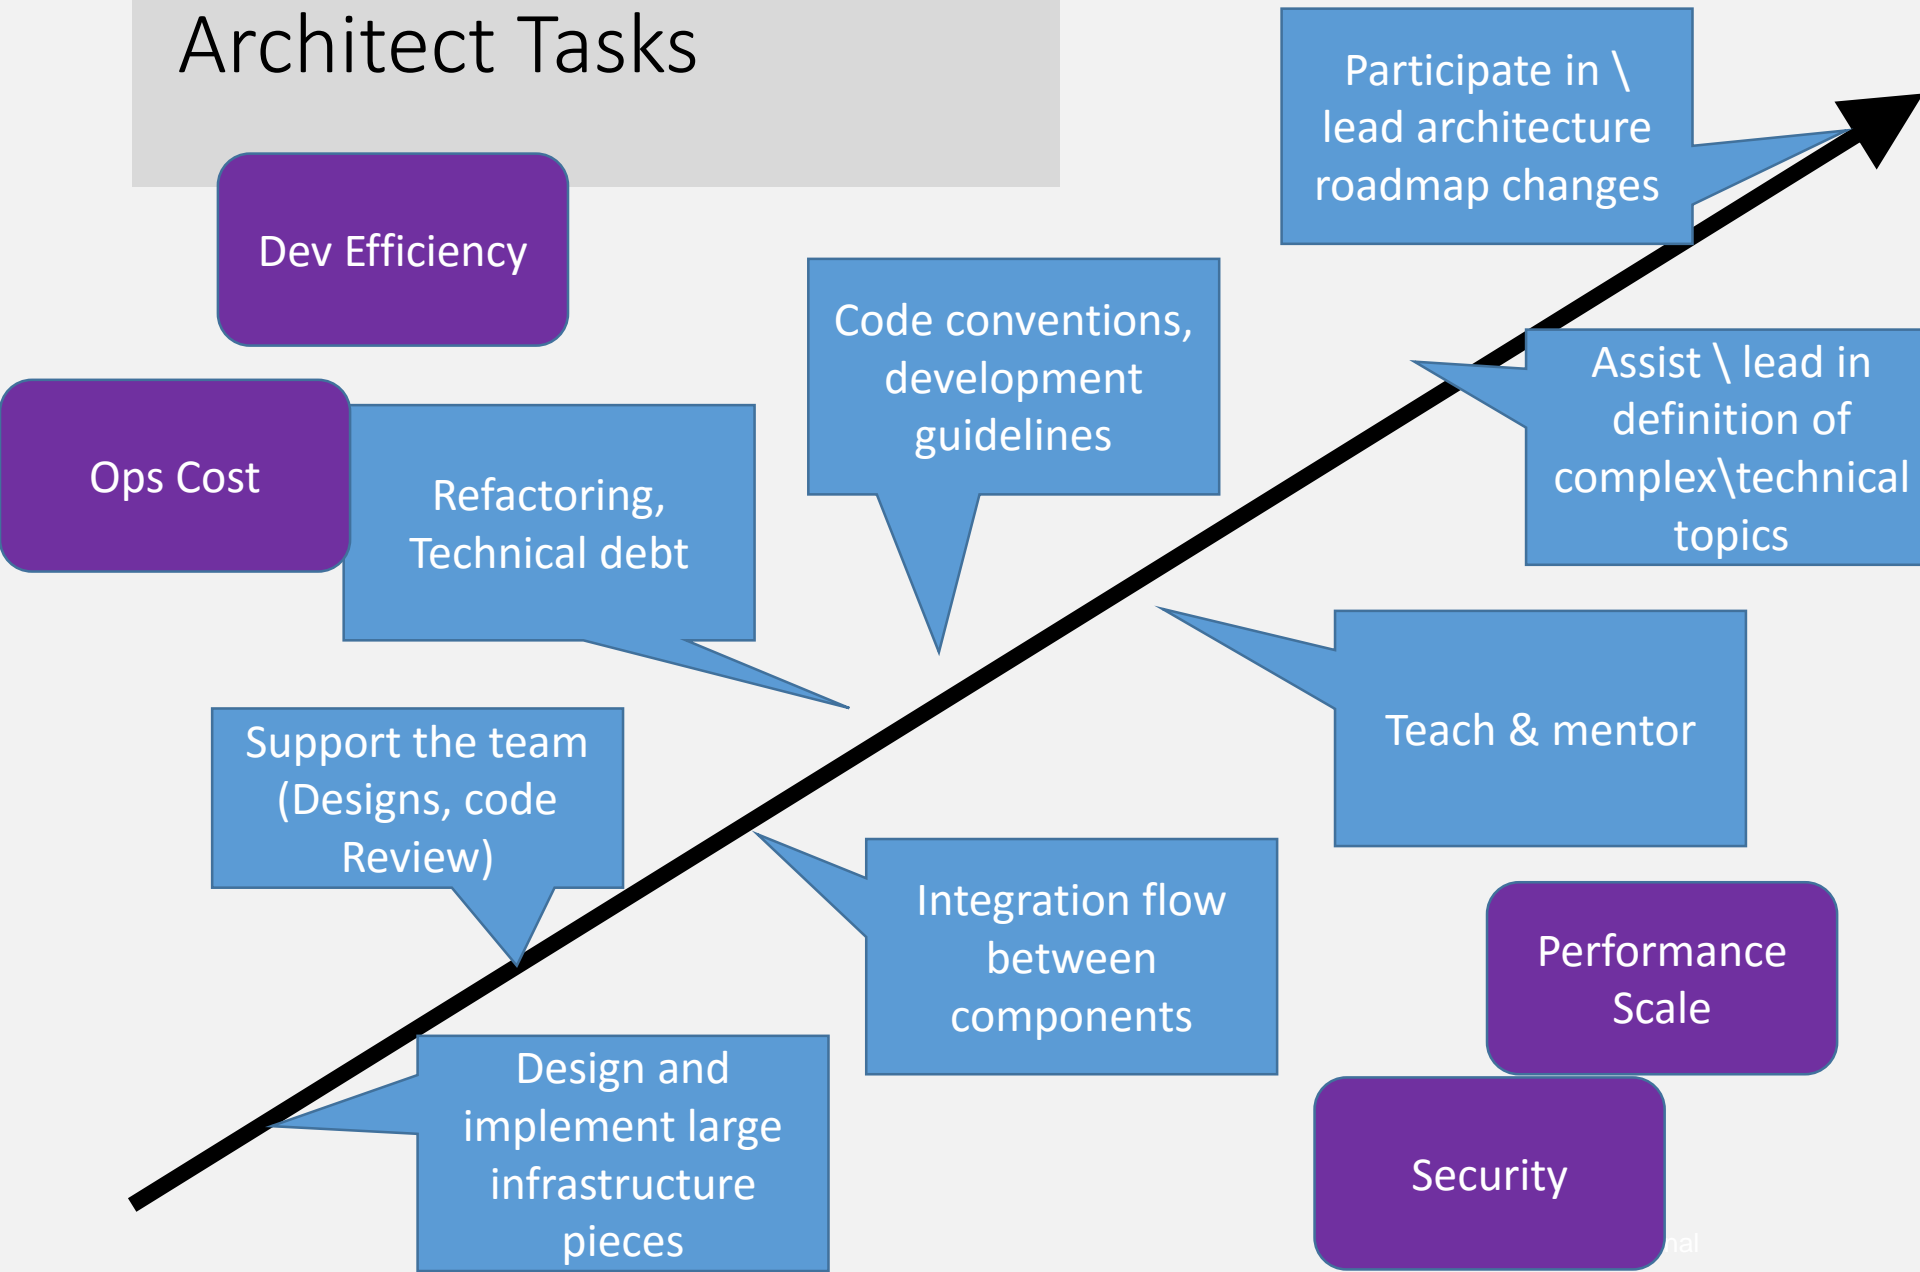 Architect Tasks
Participate in \
lead architecture
roadmap changes
Dev Efficiency
Code conventions,
development
guidelines
Assist \ lead in
definition of
complex\technical
topics
Ops Cost
Refactoring,
Technical debt
Support the team
(Designs, code
Review)
Teach & mentor
Integration flow
between
components
Performance
Scale
Design and
implement large
infrastructure
pieces
Security